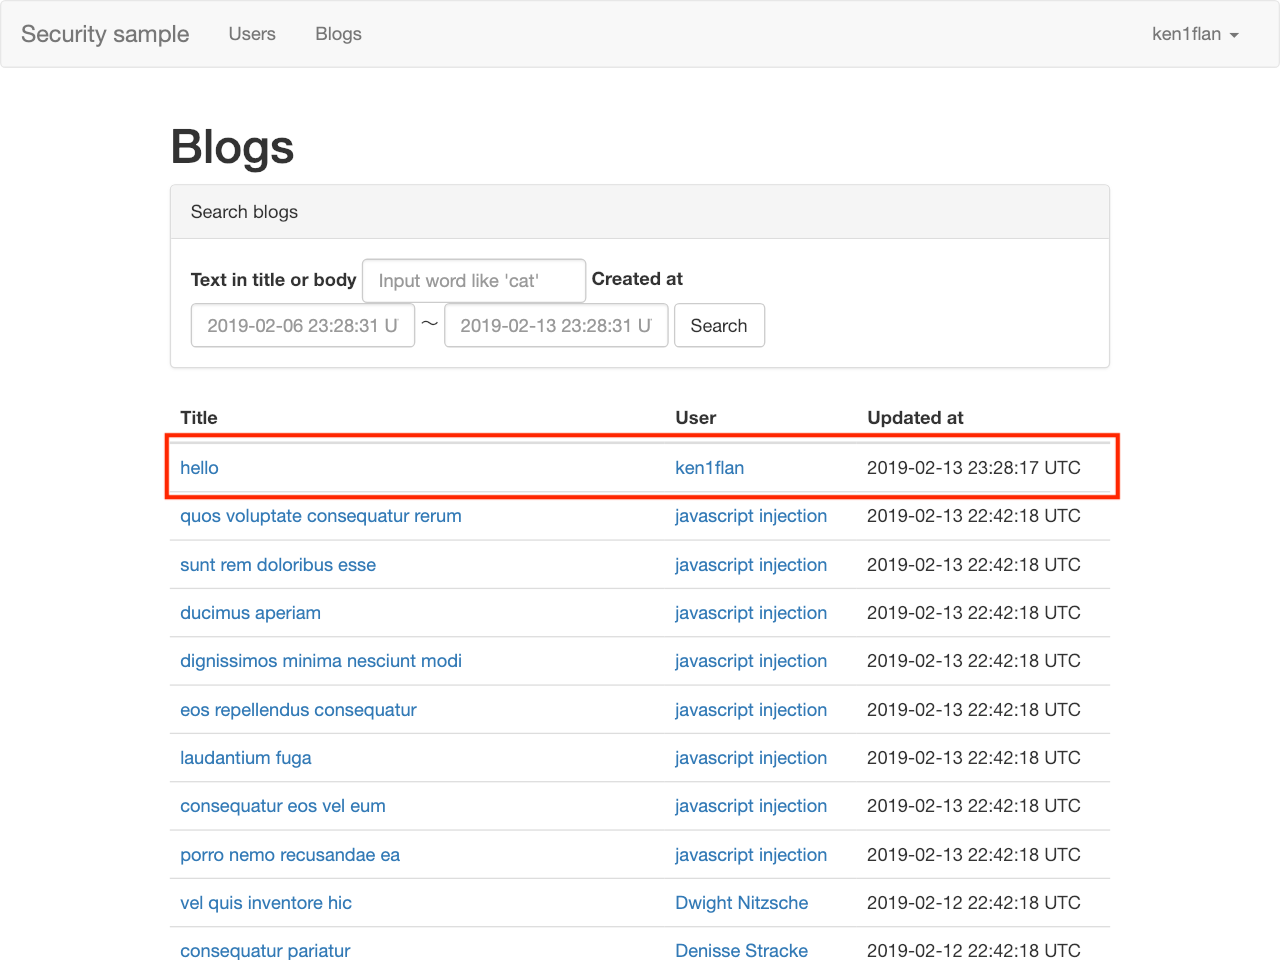 Security sample Users Blogs ken1flan
Blogs
Search blogs
Text in title or body Input word like 'cat' Created at
2019-02-06 23:28:31 U ～ 2019-02-13 23:28:31 U Search
Title User Updated at
hello ken1flan 2019-02-13 23:28:17 UTC
quos voluptate consequatur rerum javascript injection 2019-02-13 22:42:18 UTC
sunt rem doloribus esse javascript injection 2019-02-13 22:42:18 UTC
ducimus aperiam javascript injection 2019-02-13 22:42:18 UTC
dignissimos minima nesciunt modi javascript injection 2019-02-13 22:42:18 UTC
eos repellendus consequatur javascript injection 2019-02-13 22:42:18 UTC
laudantium fuga javascript injection 2019-02-13 22:42:18 UTC
consequatur eos vel eum javascript injection 2019-02-13 22:42:18 UTC
porro nemo recusandae ea javascript injection 2019-02-13 22:42:18 UTC
vel quis inventore hic Dwight Nitzsche 2019-02-12 22:42:18 UTC
consequatur pariatur Denisse Stracke 2019-02-12 22:42:18 UTC